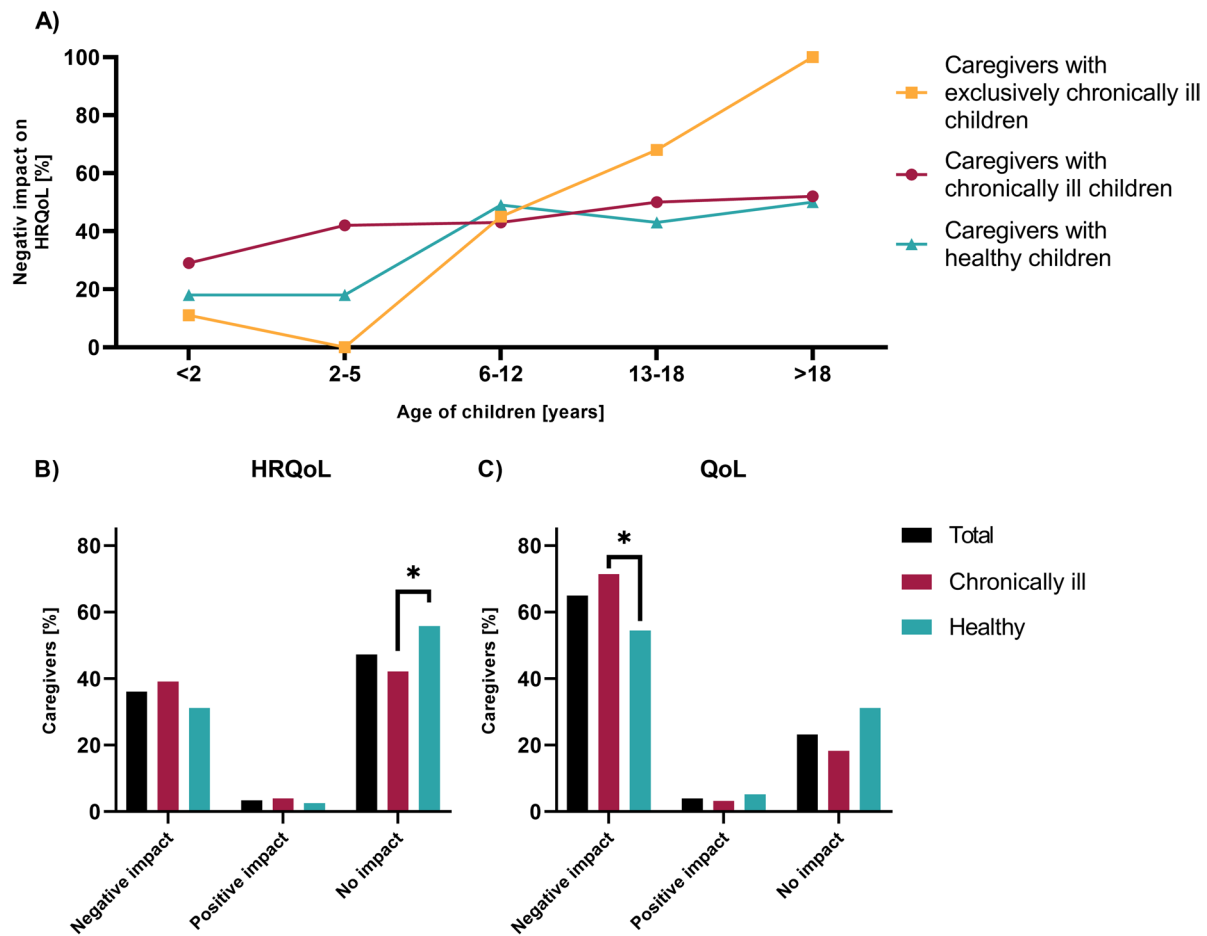 A)
Negativ impact on
HRQoL [%]
100
80
60
40
20
0
<2
2-5
6-12
13-18
>18
Age of children [years]
Caregivers with
exclusively chronically ill
children
Caregivers with
chronically ill children
Caregivers with
healthy children
B)
HRQoL
Caregivers [%]
80
60
40
20
0
*
Negative impact
Positive impact
No impact
C)
QoL
Caregivers [%]
80
60
40
20
0
*
Negative impact
Positive impact
No impact
Total
Chronically ill
Healthy